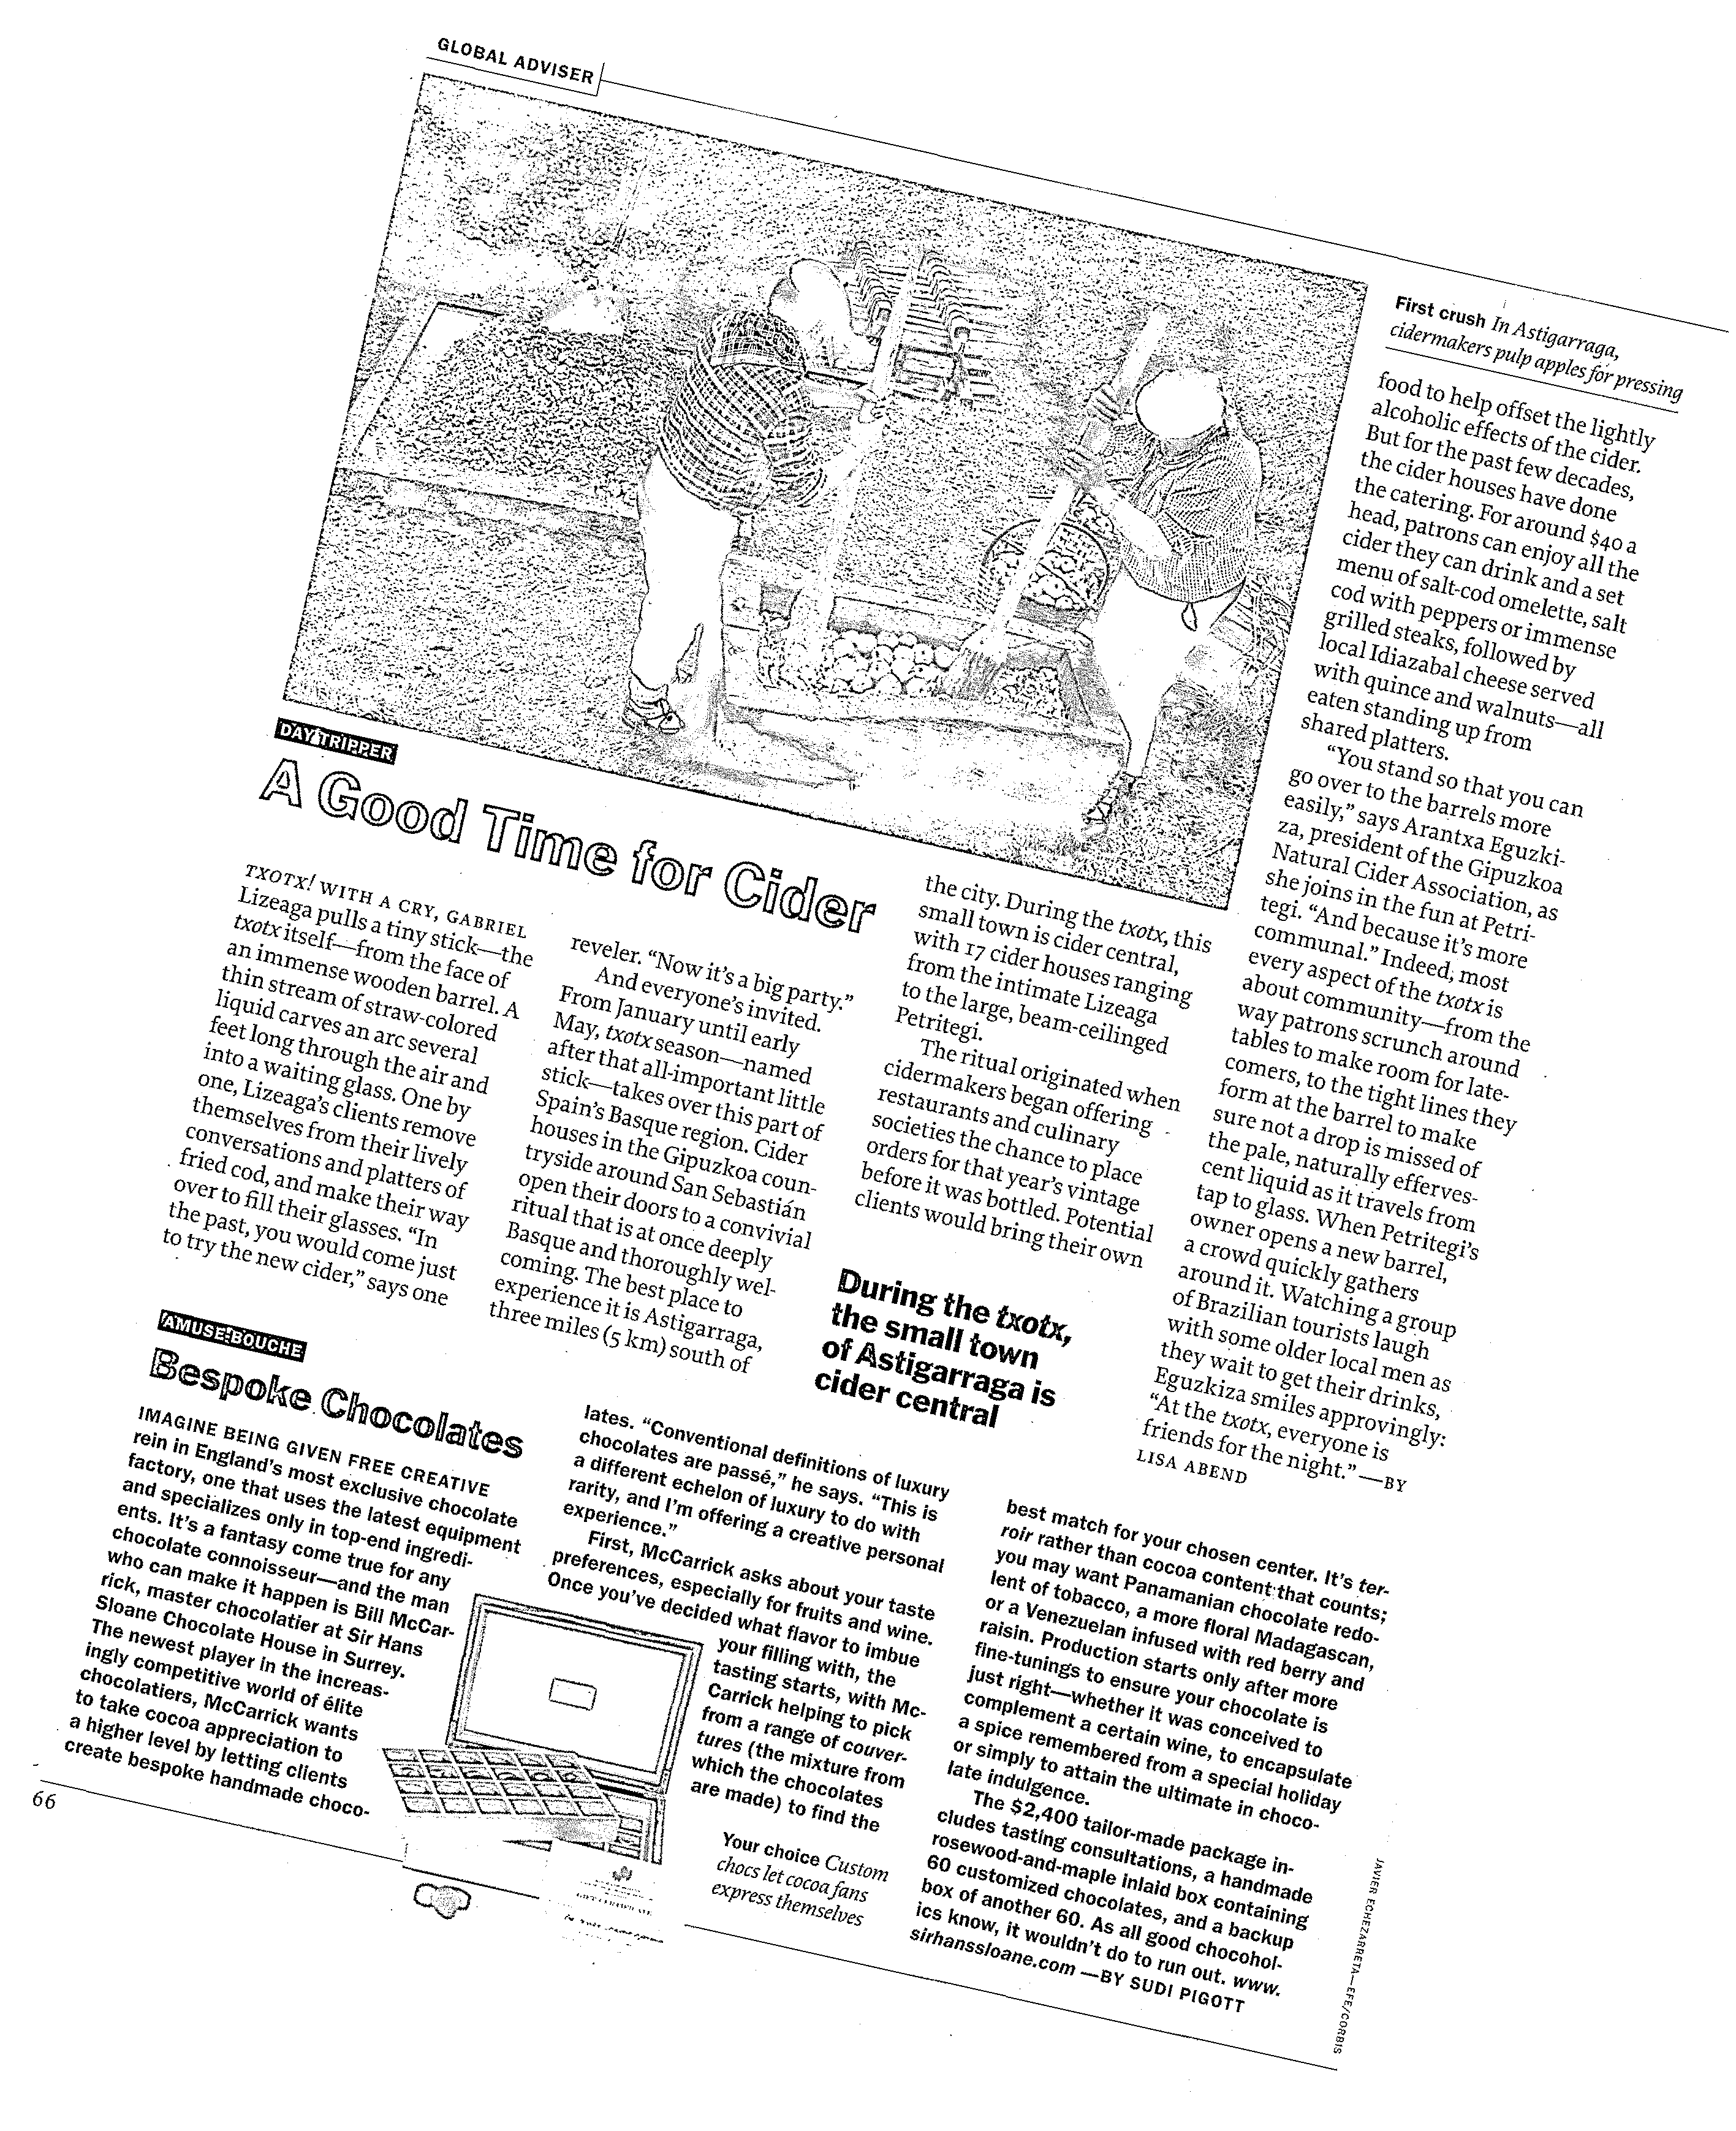 GLOBAL ADVISER
First crush In Astigarraga,
cidermakers pulp apples for pressing
DAY TRIPPER
A Good Time for Cider
TXOTX! WITH A CRY, GABRIEL
Lizeaga pulls a tiny stick—the
txotx itself—from the face of
an immense wooden barrel. A
thin stream of straw-colored
liquid carves an arc several
feet long through the air and
into a waiting glass. One by
one, Lizeaga's clients remove
themselves from their lively
conversations and platters of
fried cod, and make their way
over to fill their glasses. "In
the past, you would come just
to try the new cider," says one
reveler. "Now it's a big party."
And everyone's invited.
From January until early
May, txotx season—named
after that all-important little
stick—takes over this part of
Spain's Basque region. Cider
houses in the Gipuzkoa coun-
tryside around San Sebastián
open their doors to a convivial
ritual that is at once deeply
Basque and thoroughly wel-
coming. The best place to
experience it is Astigarraga,
three miles (5 km) south of
the city. During the txotx, this
small town is cider central,
with 17 cider houses ranging
from the intimate Lizeaga
to the large, beam-ceilinged
Petritegi.
The ritual originated when
cidermakers began offering
restaurants and culinary
societies the chance to place
orders for that year's vintage
before it was bottled. Potential
clients would bring their own
During the txotx,
the small town
of Astigarraga is
cider central
food to help offset the lightly
alcoholic effects of the cider.
But for the past few decades,
the cider houses have done
the catering. For around $40 a
head, patrons can enjoy all the
cider they can drink and a set
menu of salt-cod omelette, salt
cod with peppers or immense
grilled steaks, followed by
local Idiazabal cheese served
with quince and walnuts—all
eaten standing up from
shared platters.
"You stand so that you can
go over to the barrels more
easily," says Arantxa Eguzki-
za, president of the Gipuzkoa
Natural Cider Association, as
she joins in the fun at Petri-
tegi. "And because it's more
communal." Indeed, most
every aspect of the txotx is
about community—from the
way patrons scrunch around
tables to make room for late-
comers, to the tight lines they
form at the barrel to make
sure not a drop is missed of
the pale, naturally efferves-
cent liquid as it travels from
tap to glass. When Petritegi's
owner opens a new barrel,
a crowd quickly gathers
around it. Watching a group
of Brazilian tourists laugh
with some older local men as
they wait to get their drinks,
Eguzkiza smiles approvingly:
"At the txotx, everyone is
friends for the night." —BY
LISA ABEND
AMUSE-BOUCHE
Bespoke Chocolates
IMAGINE BEING GIVEN FREE CREATIVE
rein in England's most exclusive chocolate
factory, one that uses the latest equipment
and specializes only in top-end ingredi-
ents. It's a fantasy come true for any
chocolate connoisseur—and the man
who can make it happen is Bill McCar-
rick, master chocolatier at Sir Hans
Sloane Chocolate House in Surrey.
The newest player in the increas-
ingly competitive world of élite
chocolatiers, McCarrick wants
to take cocoa appreciation to
a higher level by letting clients
create bespoke handmade choco-
lates. "Conventional definitions of luxury
chocolates are passé," he says. "This is
a different echelon of luxury to do with
rarity, and I'm offering a creative personal
experience."
First, McCarrick asks about your taste
preferences, especially for fruits and wine.
Once you've decided what flavor to imbue
your filling with, the
tasting starts, with Mc-
Carrick helping to pick
from a range of couver-
tures (the mixture from
which the chocolates
are made) to find the
Your choice Custom
chocs let cocoa fans
express themselves
best match for your chosen center. It's ter-
roir rather than cocoa content that counts;
you may want Panamanian chocolate redo-
lent of tobacco, a more floral Madagascan,
or a Venezuelan infused with red berry and
raisin. Production starts only after more
fine-tunings to ensure your chocolate is
just right—whether it was conceived to
complement a certain wine, to encapsulate
a spice remembered from a special holiday
or simply to attain the ultimate in choco-
late indulgence.
The $2,400 tailor-made package in-
cludes tasting consultations, a handmade
rosewood-and-maple inlaid box containing
60 customized chocolates, and a backup
box of another 60. As all good chocohol-
ics know, it wouldn't do to run out. www.
sirhanssloane.com —BY SUDI PIGOTT
66
JAVIER ECHEZARRETA—EFE/CORBIS